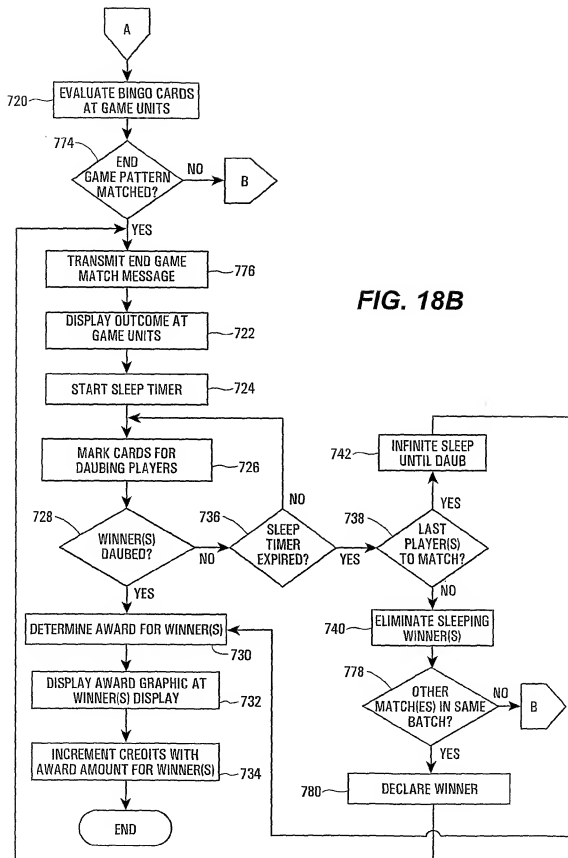 A
720
EVALUATE BINGO CARDS
AT GAME UNITS
774
END
GAME PATTERN
MATCHED?
NO
B
YES
TRANSMIT END GAME
MATCH MESSAGE
776
FIG. 18B
DISPLAY OUTCOME AT
GAME UNITS
722
START SLEEP TIMER
724
MARK CARDS FOR
DAUBING PLAYERS
726
742
INFINITE SLEEP
UNTIL DAUB
NO
YES
728
WINNER(S)
DAUBED?
NO
736
SLEEP
TIMER
EXPIRED?
YES
738
LAST
PLAYER(S)
TO MATCH?
YES
NO
DETERMINE AWARD FOR WINNER(S)
730
740
ELIMINATE SLEEPING
WINNER(S)
DISPLAY AWARD GRAPHIC AT
WINNER(S) DISPLAY
732
778
OTHER
MATCH(ES) IN SAME
BATCH?
NO
B
INCREMENT CREDITS WITH
AWARD AMOUNT FOR WINNER(S)
734
YES
780
DECLARE WINNER
END